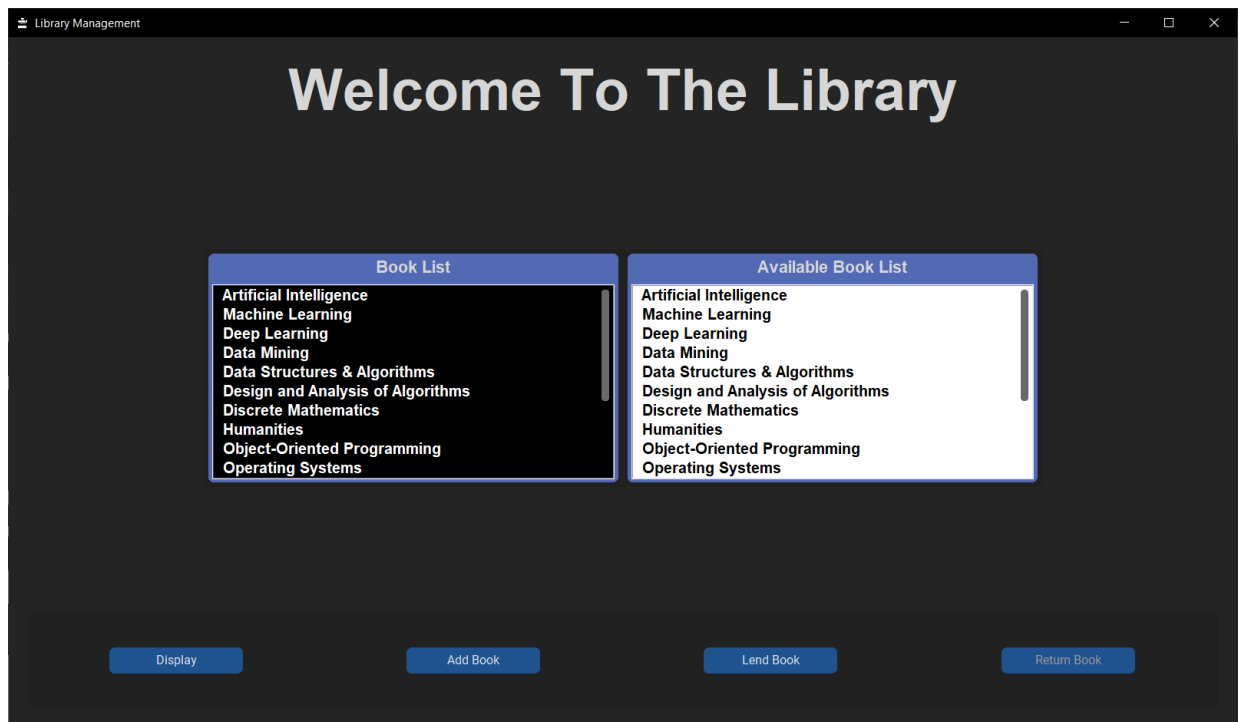 Library Management
Welcome To The Library
Book List
Artificial Intelligence
Machine Learning
Deep Learning
Data Mining
Data Structures & Algorithms
Design and Analysis of Algorithms
Discrete Mathematics
Humanities
Object-Oriented Programming
Operating Systems
Available Book List
Artificial Intelligence
Machine Learning
Deep Learning
Data Mining
Data Structures & Algorithms
Design and Analysis of Algorithms
Discrete Mathematics
Humanities
Object-Oriented Programming
Operating Systems
Display
Add Book
Lend Book
Return Book